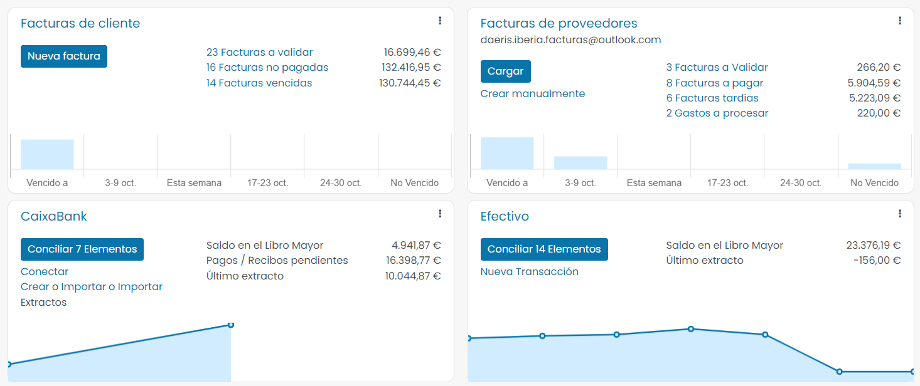 Facturas de cliente
Nueva factura
23 Facturas a validar 16.699,46 €
16 Facturas no pagadas 132.416,95 €
14 Facturas vencidas 130.744,45 €
Vencido a 3-9 oct. Esta semana 17-23 oct. 24-30 oct. No Vencido
Facturas de proveedores
daeris.iberia.facturas@outlook.com
Cargar
Crear manualmente
3 Facturas a Validar 266,20 €
8 Facturas a pagar 5.904,59 €
6 Facturas tardías 5.223,09 €
2 Gastos a procesar 220,00 €
Vencido a 3-9 oct. Esta semana 17-23 oct. 24-30 oct. No Vencido
CaixaBank
Conciliar 7 Elementos
Conectar
Crear o Importar o Importar
Extractos
Saldo en el Libro Mayor 4.941,87 €
Pagos / Recibos pendientes 16.398,77 €
Último extracto 10.044,87 €
Efectivo
Conciliar 14 Elementos
Nueva Transacción
Saldo en el Libro Mayor 23.376,19 €
Último extracto -156,00 €